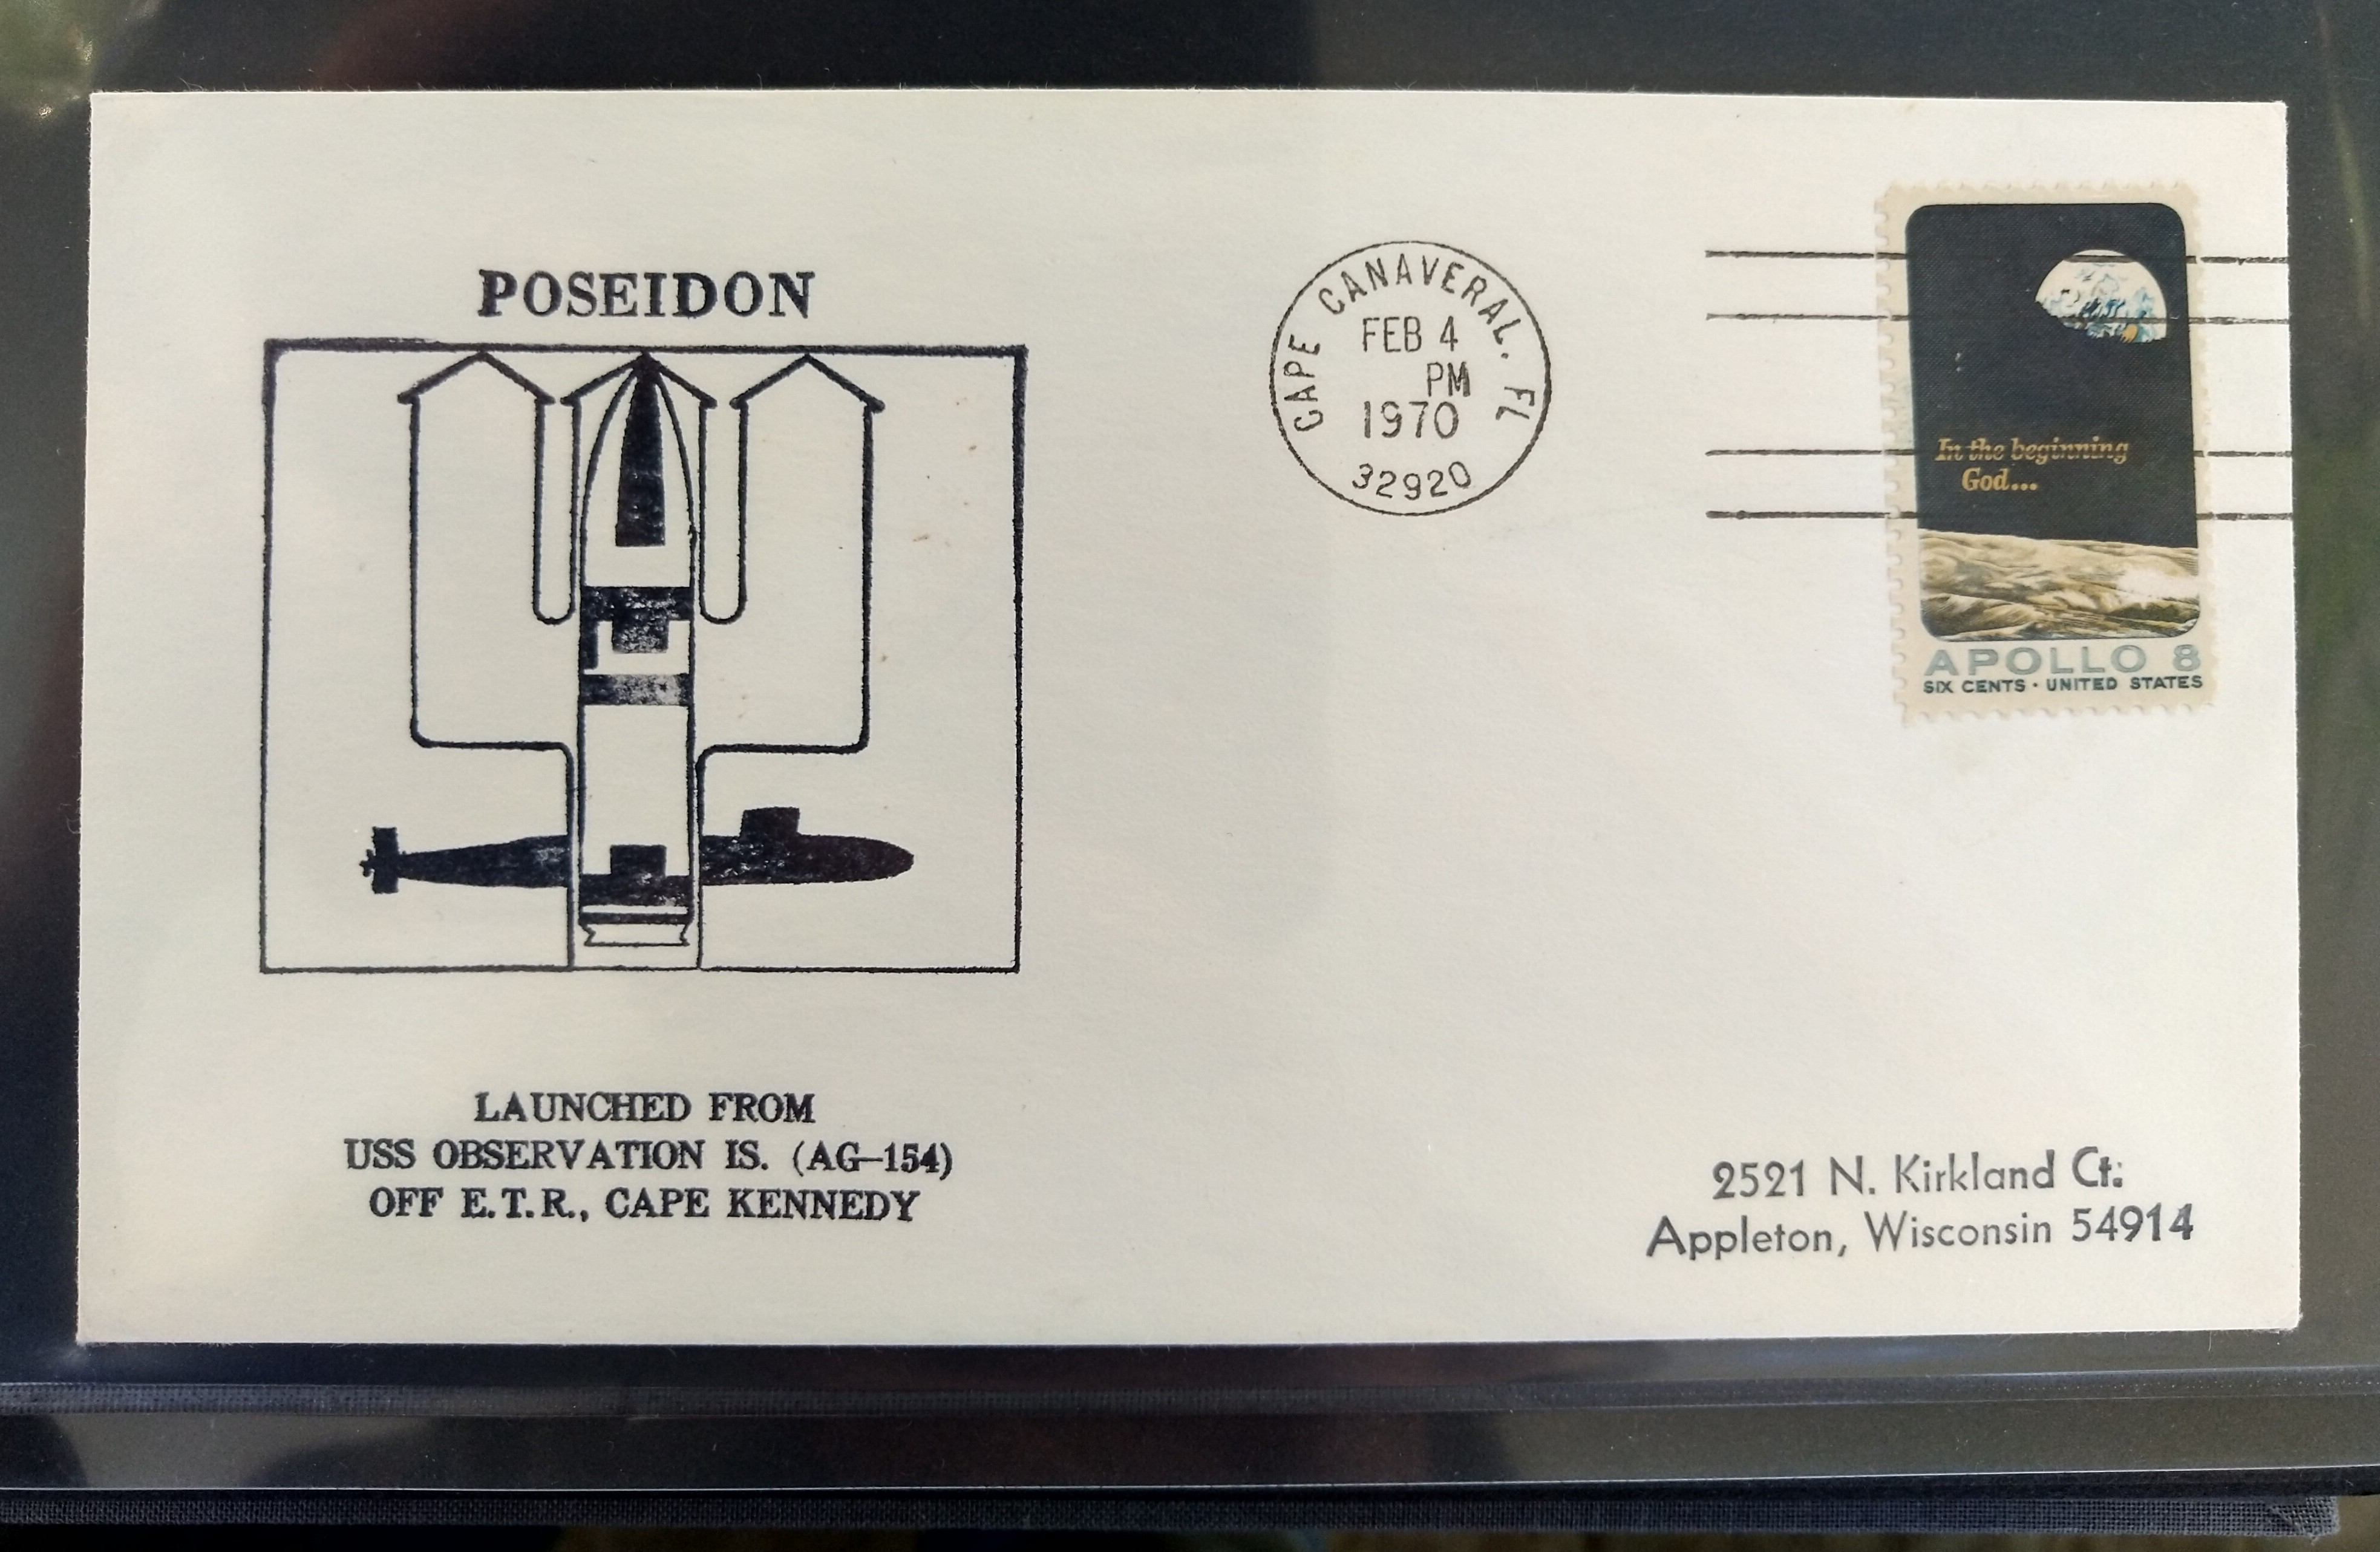 POSEIDON
LAUNCHED FROM
USS OBSERVATION IS. (AG-154)
OFF E.T.R., CAPE KENNEDY
CAPE CANAVERAL. FL
FEB 4
PM
1970
32920
In the beginning
God...
APOLLO 8
SIX CENTS · UNITED STATES
2521 N. Kirkland Ct.
Appleton, Wisconsin 54914